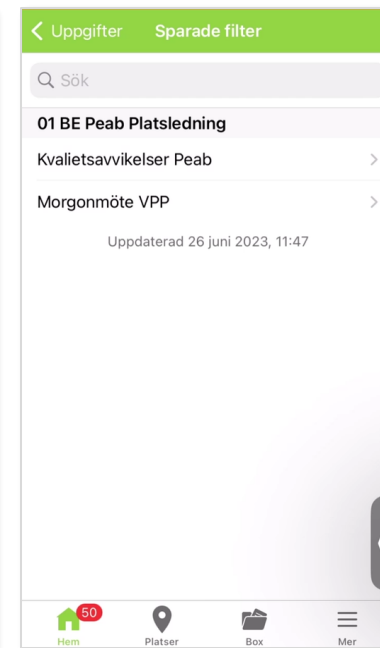 Uppgifter Sparade filter
Sök
01 BE Peab Platsledning
Kvalietsavvikelser Peab
Morgonmöte VPP
Uppdaterad 26 juni 2023, 11:47
50
Hem Platser Box Mer